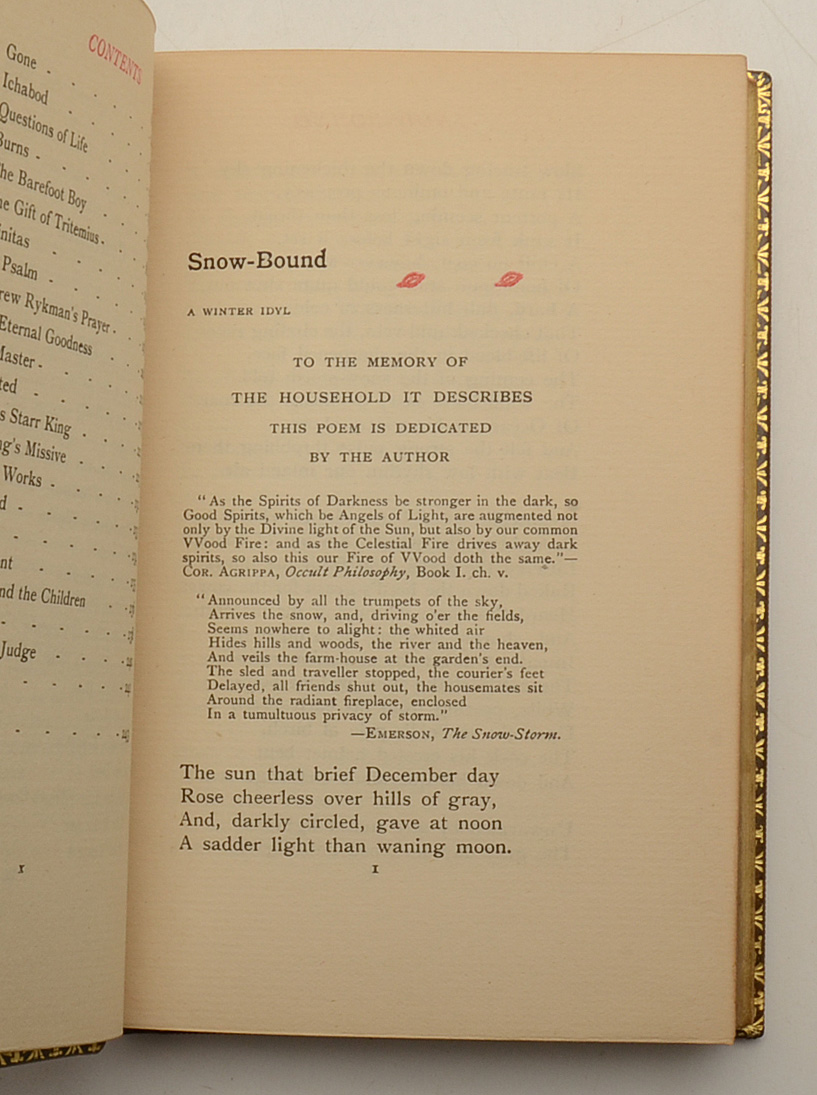 CONTENTS
Gone
Ichabod
Questions of Life
Burns
The Barefoot Boy
Gift of Tritemius
Psalm
Rykman's Prayer
Eternal Goodness
Master
Starr King
Missive
Works
and the Children
Judge
x
Snow-Bound
A WINTER IDYL
TO THE MEMORY OF
THE HOUSEHOLD IT DESCRIBES
THIS POEM IS DEDICATED
BY THE AUTHOR
"As the Spirits of Darkness be stronger in the dark, so
Good Spirits, which be Angels of Light, are augmented not
only by the Divine light of the Sun, but also by our common
VVood Fire: and as the Celestial Fire drives away dark
spirits, so also this our Fire of VVood doth the same."—
COR. AGRIPPA, Occult Philosophy, Book I. ch. v.
"Announced by all the trumpets of the sky,
Arrives the snow, and, driving o'er the fields,
Seems nowhere to alight: the whited air
Hides hills and woods, the river and the heaven,
And veils the farm-house at the garden's end.
The sled and traveller stopped, the courier's feet
Delayed, all friends shut out, the housemates sit
Around the radiant fireplace, enclosed
In a tumultuous privacy of storm."
—EMERSON, The Snow-Storm.
The sun that brief December day
Rose cheerless over hills of gray,
And, darkly circled, gave at noon
A sadder light than waning moon.
1